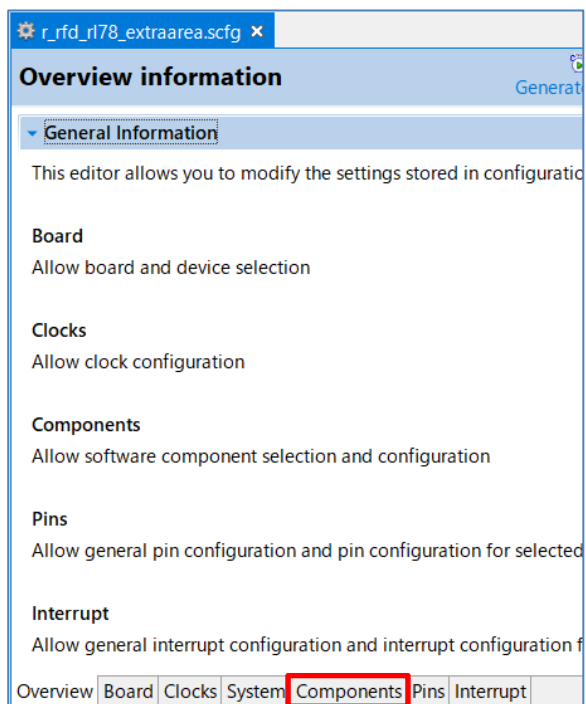 r_rfd_rl78_extraarea.scfg
Overview information
General Information
This editor allows you to modify the settings stored in
Board
Allow board and device selection
Clocks
Allow clock configuration
Components
Allow software component selection and configuration
Pins
Allow general pin configuration and pin configuration for selected
Interrupt
Allow general interrupt configuration and interrupt configuration
Overview Board Clocks System Components Pins Interrupt